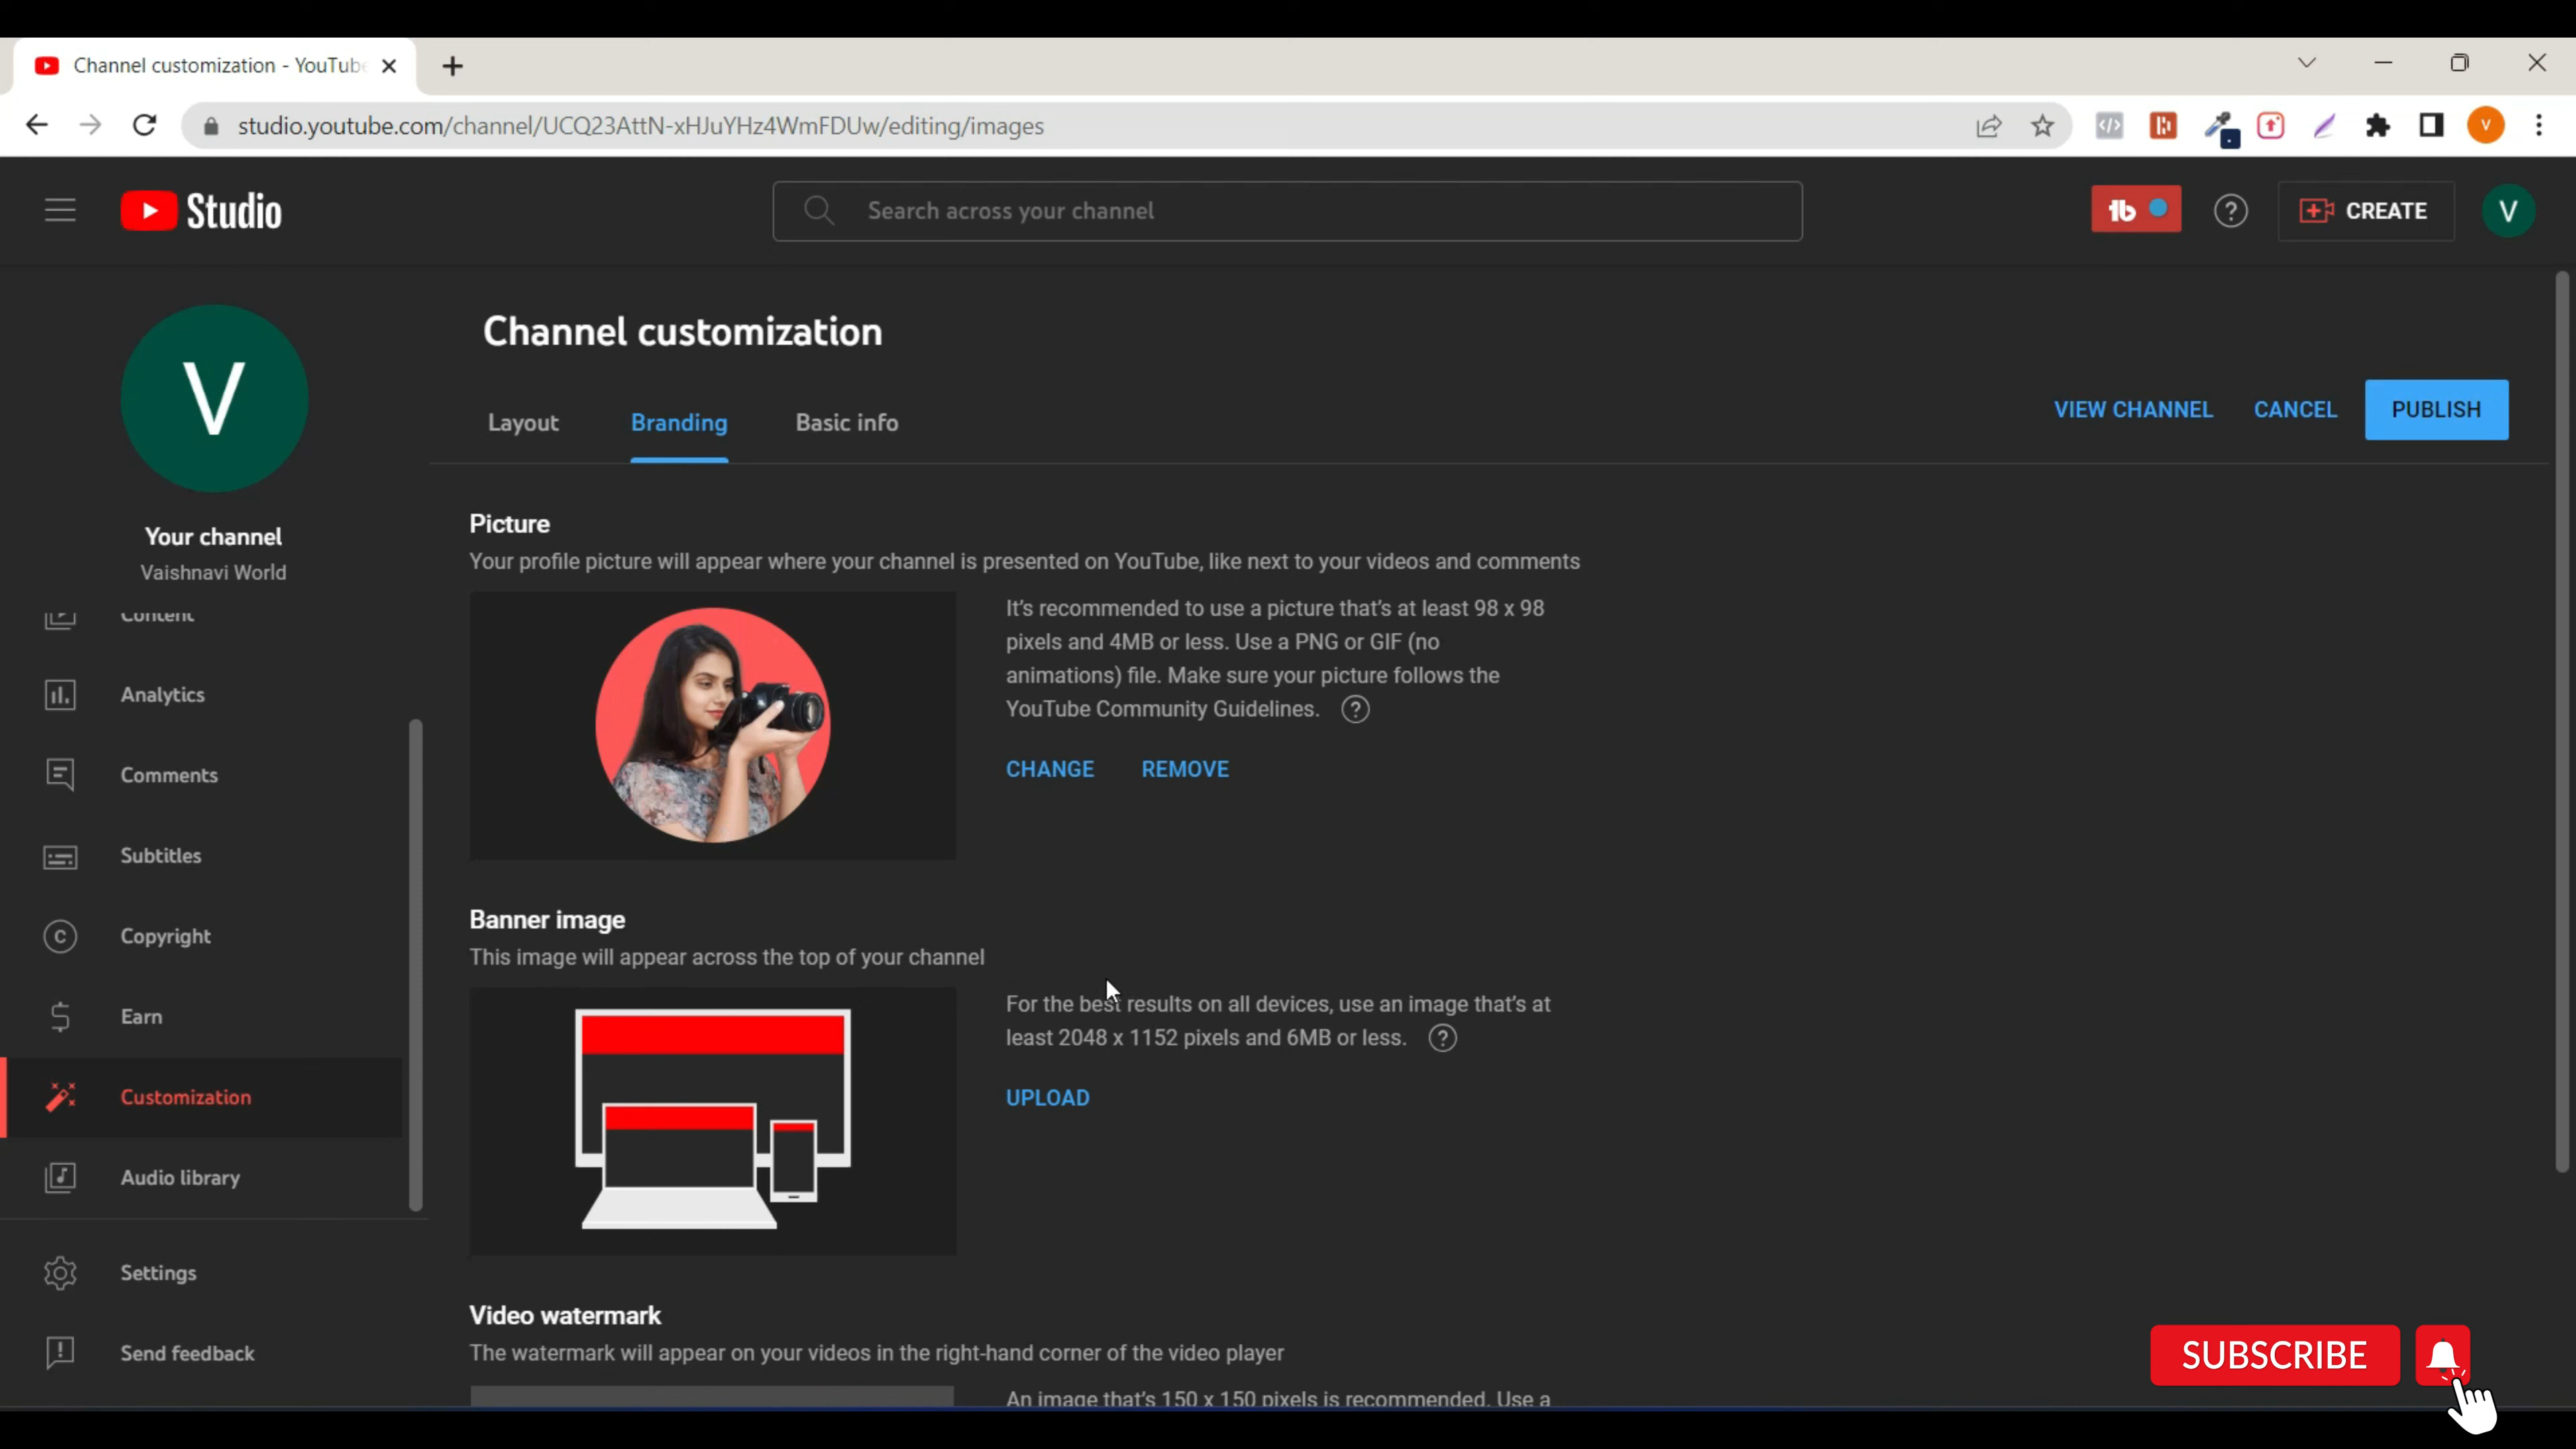 Channel customization - YouTube
studio.youtube.com/channel/UCQ23AttN-xHJuYHz4WmFDUw/editing/images
V
Studio
Search across your channel
tb
CREATE
V
V
Your channel
Vaishnavi World
Content
Analytics
Comments
Subtitles
Copyright
Earn
Customization
Audio library
Settings
Send feedback
Channel customization
Layout
Branding
Basic info
VIEW CHANNEL
CANCEL
PUBLISH
Picture
Your profile picture will appear where your channel is presented on YouTube, like next to your videos and comments
It's recommended to use a picture that's at least 98 x 98
pixels and 4MB or less. Use a PNG or GIF (no
animations) file. Make sure your picture follows the
YouTube Community Guidelines.
CHANGE
REMOVE
Banner image
This image will appear across the top of your channel
For the best results on all devices, use an image that's at
least 2048 x 1152 pixels and 6MB or less.
UPLOAD
Video watermark
The watermark will appear on your videos in the right-hand corner of the video player
An image that's 150 x 150 pixels is recommended. Use a
SUBSCRIBE